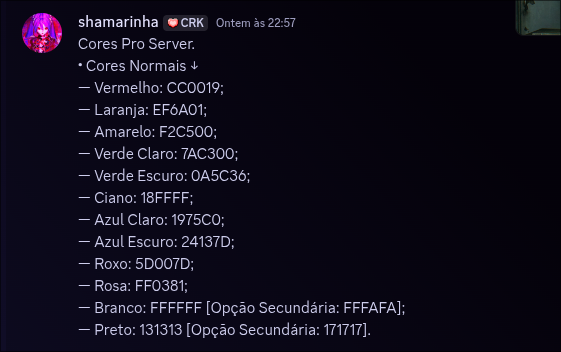 shamarinha CRK Ontem às 22:57
Cores Pro Server.
• Cores Normais ↓
— Vermelho: CC0019;
— Laranja: EF6A01;
— Amarelo: F2C500;
— Verde Claro: 7AC300;
— Verde Escuro: 0A5C36;
— Ciano: 18FFFF;
— Azul Claro: 1975C0;
— Azul Escuro: 24137D;
— Roxo: 5D007D;
— Rosa: FF0381;
— Branco: FFFFFF [Opção Secundária: FFFAFA];
— Preto: 131313 [Opção Secundária: 171717].